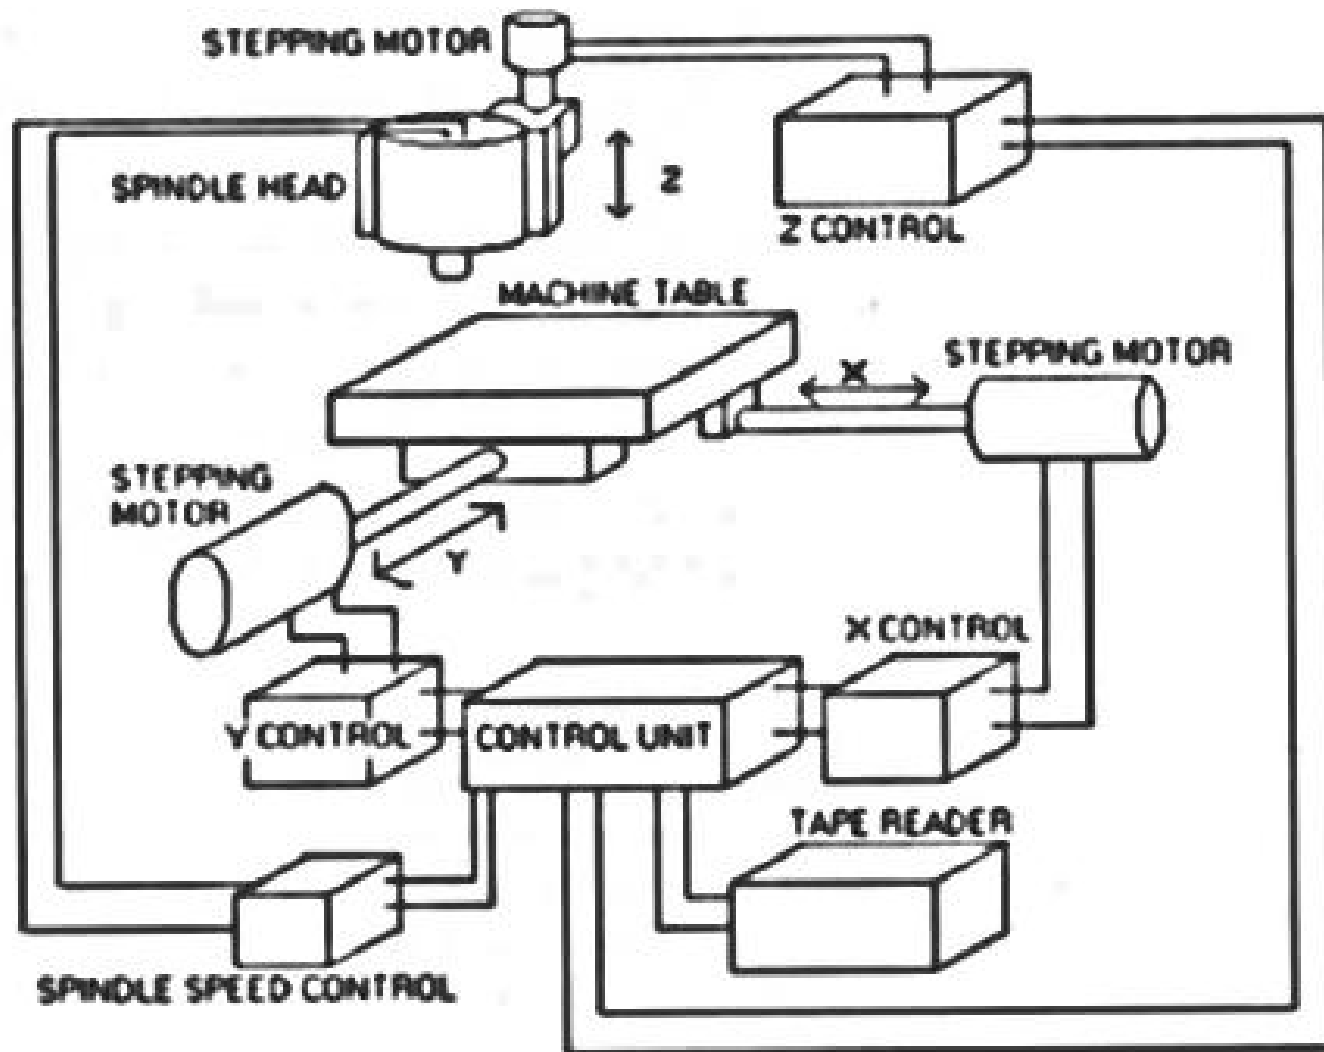 STEPPING MOTOR
SPINDLE HEAD
Z
Z CONTROL
MACHINE TABLE
STEPPING MOTOR
X
STEPPING
MOTOR
Y
X CONTROL
Y CONTROL
CONTROL UNIT
TAPE READER
SPINDLE SPEED CONTROL